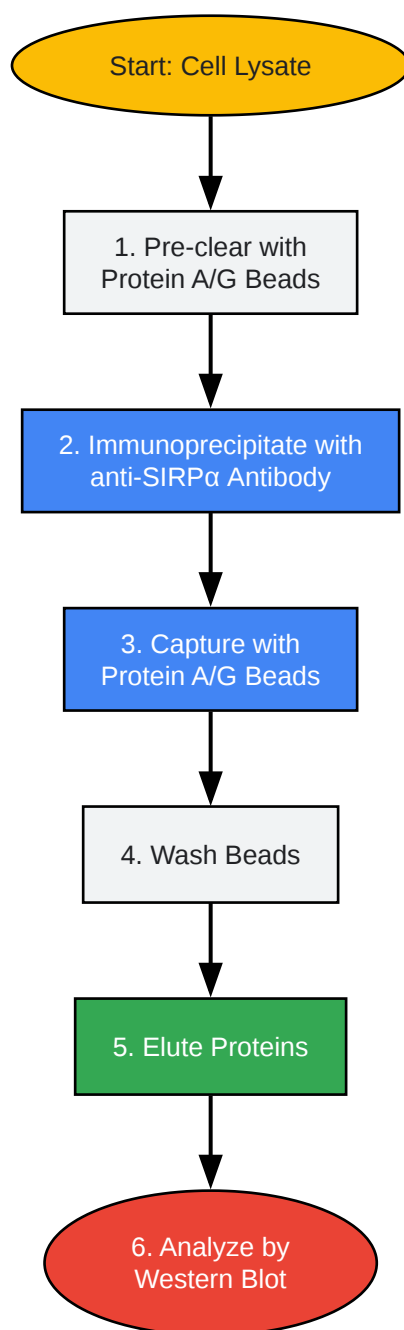 Start: Cell Lysate
1. Pre-clear with
Protein A/G Beads
2. Immunoprecipitate with
anti-SIRPα Antibody
3. Capture with
Protein A/G Beads
4. Wash Beads
5. Elute Proteins
6. Analyze by
Western Blot